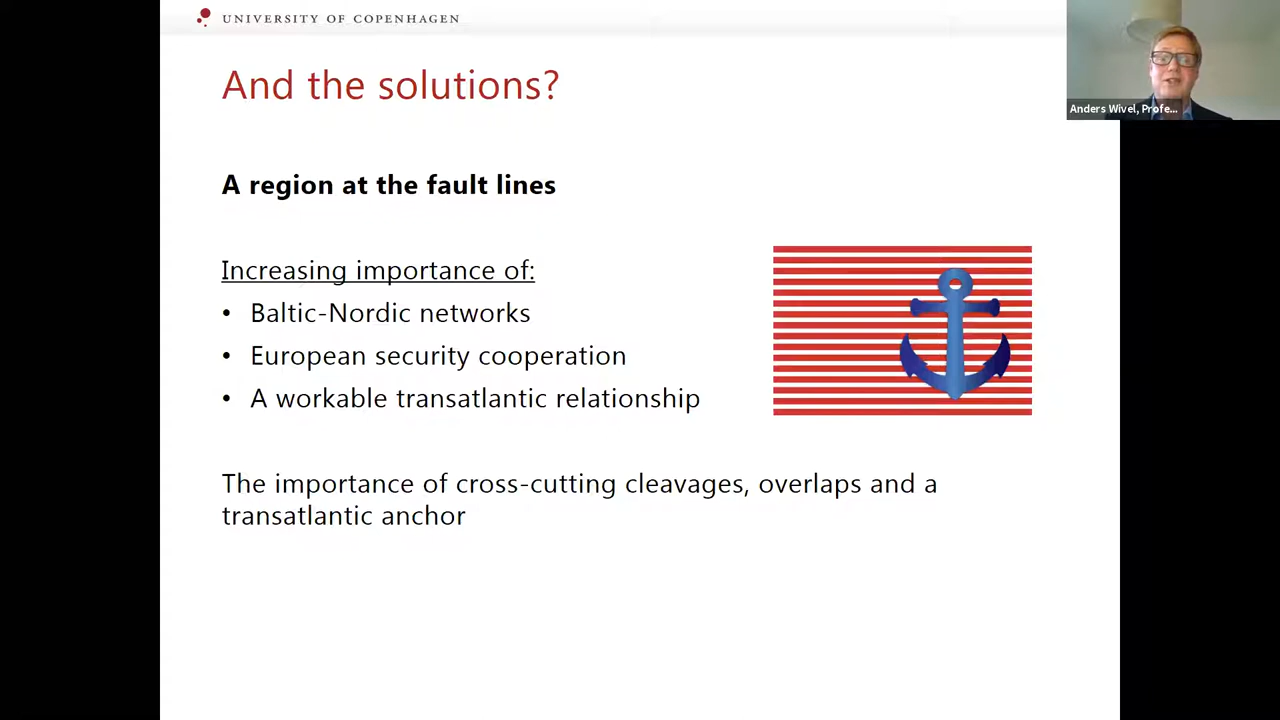 UNIVERSITY OF COPENHAGEN
And the solutions?
Anders Wivel, Profe...
A region at the fault lines
Increasing importance of:
• Baltic-Nordic networks
• European security cooperation
• A workable transatlantic relationship
The importance of cross-cutting cleavages, overlaps and a
transatlantic anchor